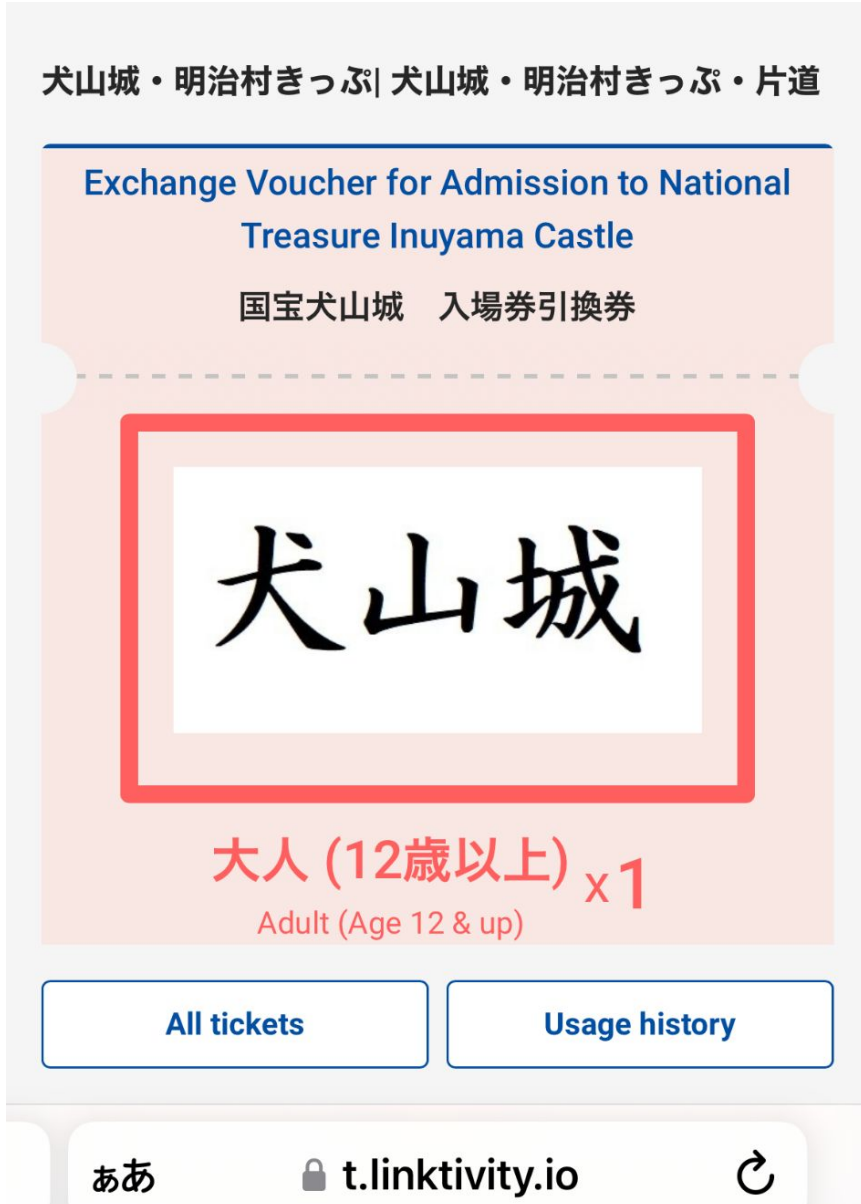 犬山城・明治村きっぷ| 犬山城・明治村きっぷ・片道
Exchange Voucher for Admission to National
Treasure Inuyama Castle
国宝犬山城　入場券引換券
犬山城
大人 (12歳以上) x 1
Adult (Age 12 & up)
All tickets
Usage history
ぁあ
t.linktivity.io